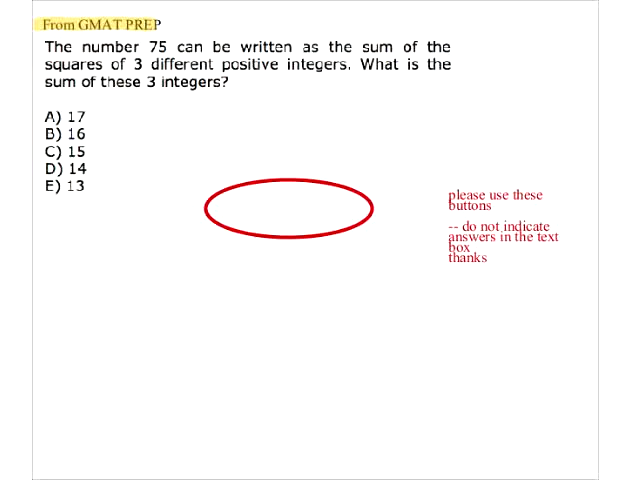 From GMAT PREP
The number 75 can be written as the sum of the
squares of 3 different positive integers. What is the
sum of these 3 integers?
A) 17
B) 16
C) 15
D) 14
E) 13
please use these
buttons
-- do not indicate
answers in the text
box
thanks